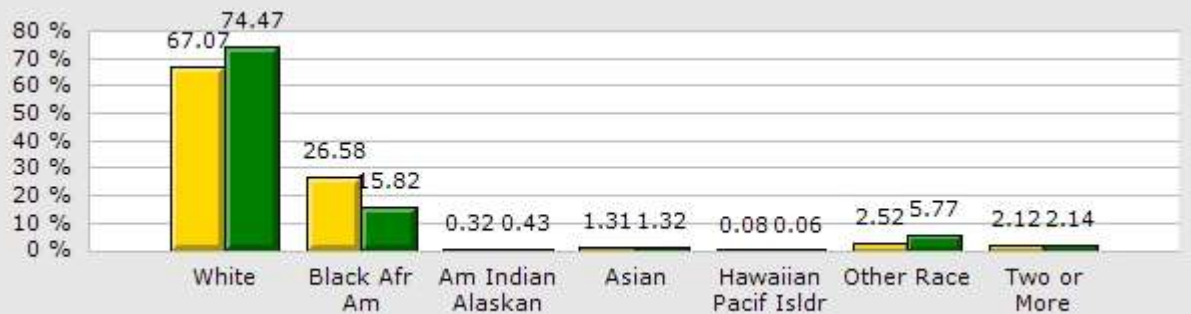 80 %
70 %
60 %
50 %
40 %
30 %
20 %
10 %
0 %
67.07 74.47
26.58 15.82
0.32 0.43
1.31 1.32
0.08 0.06
2.52 5.77
2.12 2.14
White
Black Afr
Am
Am Indian
Alaskan
Asian
Hawaiian
Pacif Isldr
Other Race
Two or
More